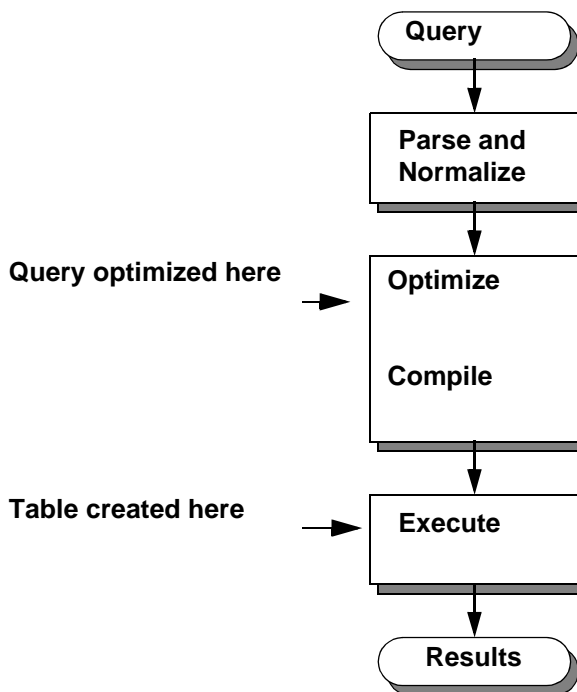 Query
Parse and
Normalize
Query optimized here
Optimize
Compile
Table created here
Execute
Results